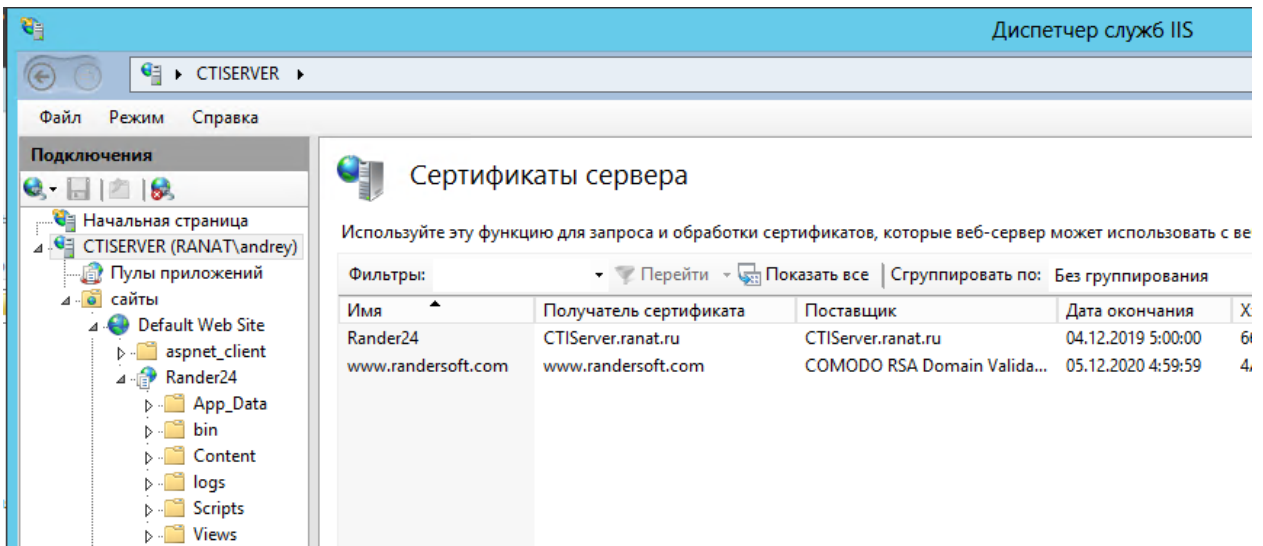 Диспетчер служб IIS
CTISERVER
Файл Режим Справка
Подключения
Начальная страница
CTISERVER (RANAT\andrey)
Пулы приложений
сайты
Default Web Site
aspnet_client
Rander24
App_Data
bin
Content
logs
Scripts
Views
Сертификаты сервера
Используйте эту функцию для запроса и обработки сертификатов, которые веб-сервер может использовать с ве
Фильтры: Перейти Показать все Сгруппировать по: Без группирования
Имя Получатель сертификата Поставщик Дата окончания Х
Rander24 CTIServer.ranat.ru CTIServer.ranat.ru 04.12.2019 5:00:00
www.randersoft.com www.randersoft.com COMODO RSA Domain Valida... 05.12.2020 4:59:59